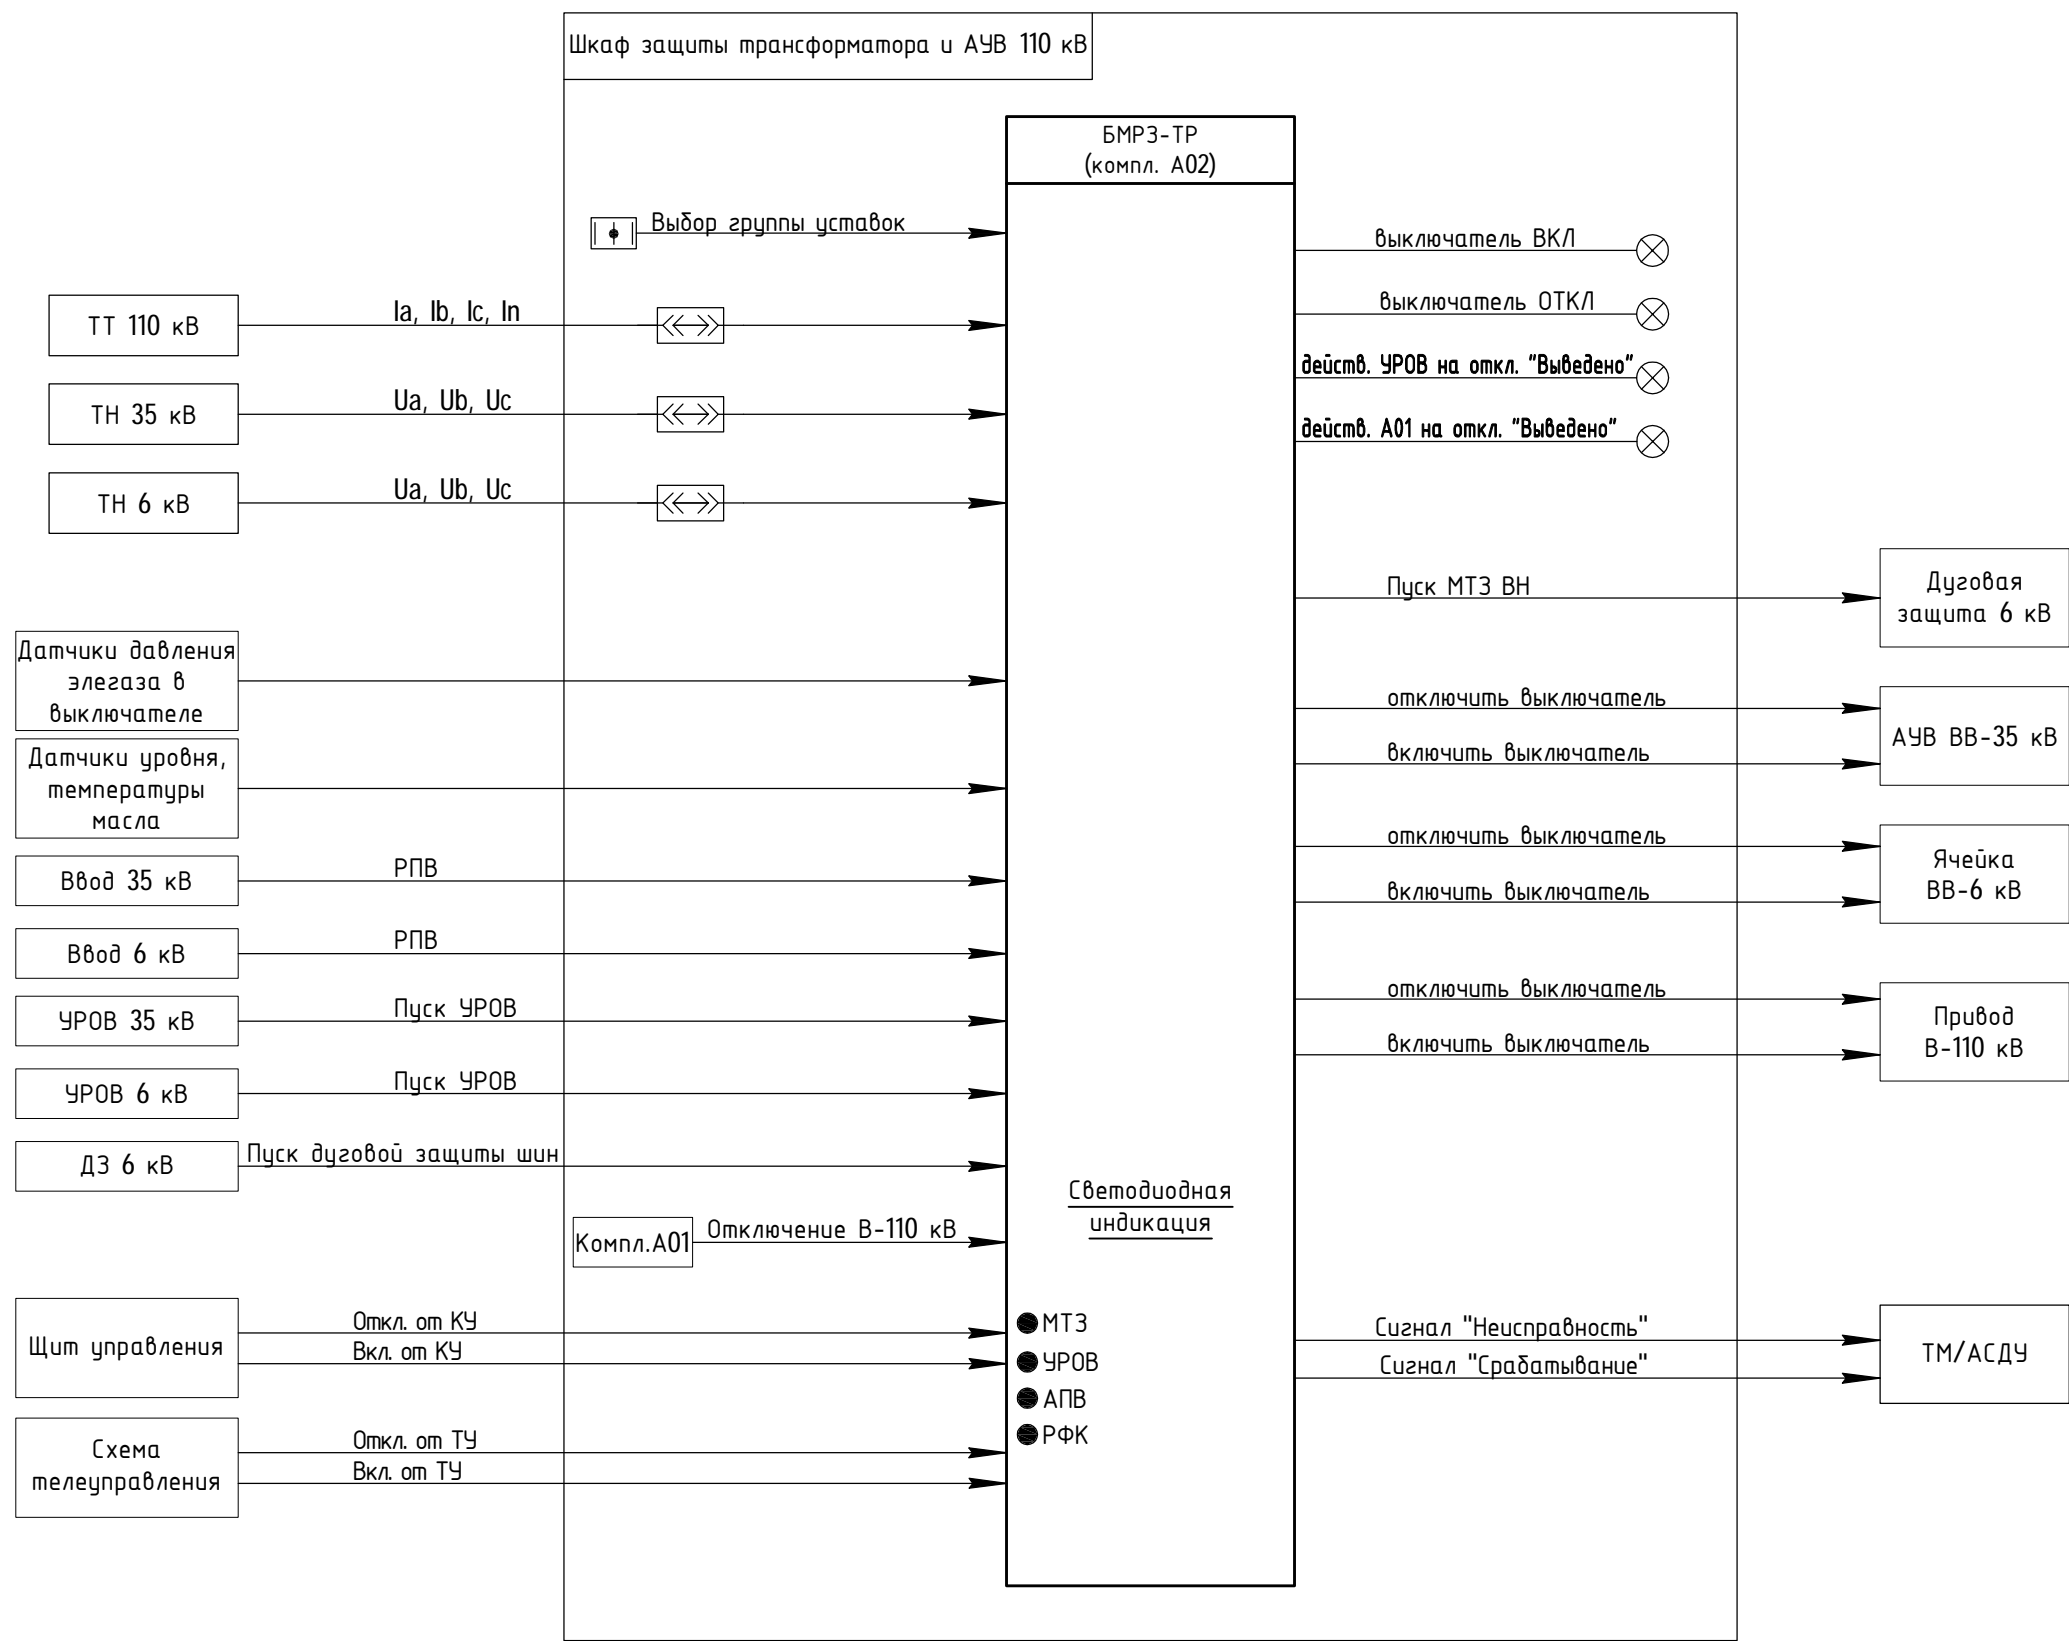 Шкаф защиты трансформатора и АУВ 110 кВ
БМРЗ-ТР
(компл. А02)
Выбор группы уставок
ТТ 110 кВ
Ia, Ib, Ic, In
ТН 35 кВ
Ua, Ub, Uc
ТН 6 кВ
Ua, Ub, Uc
Датчики давления
элегаза в
выключателе
Датчики уровня,
температуры
масла
Ввод 35 кВ
РПВ
Ввод 6 кВ
РПВ
УРОВ 35 кВ
Пуск УРОВ
УРОВ 6 кВ
Пуск УРОВ
ДЗ 6 кВ
Пуск дуговой защиты шин
Компл.А01
Отключение В-110 кВ
Щит управления
Откл. от КУ
Вкл. от КУ
Схема
телеуправления
Откл. от ТУ
Вкл. от ТУ
Светодиодная
индикация
МТЗ
УРОВ
АПВ
РФК
выключатель ВКЛ
выключатель ОТКЛ
действ. УРОВ на откл. "Выведено"
действ. А01 на откл. "Выведено"
Пуск МТЗ ВН
Дуговая
защита 6 кВ
отключить выключатель
включить выключатель
АУВ ВВ-35 кВ
отключить выключатель
включить выключатель
Ячейка
ВВ-6 кВ
отключить выключатель
включить выключатель
Привод
В-110 кВ
Сигнал "Неисправность"
Сигнал "Срабатывание"
ТМ/АСДУ